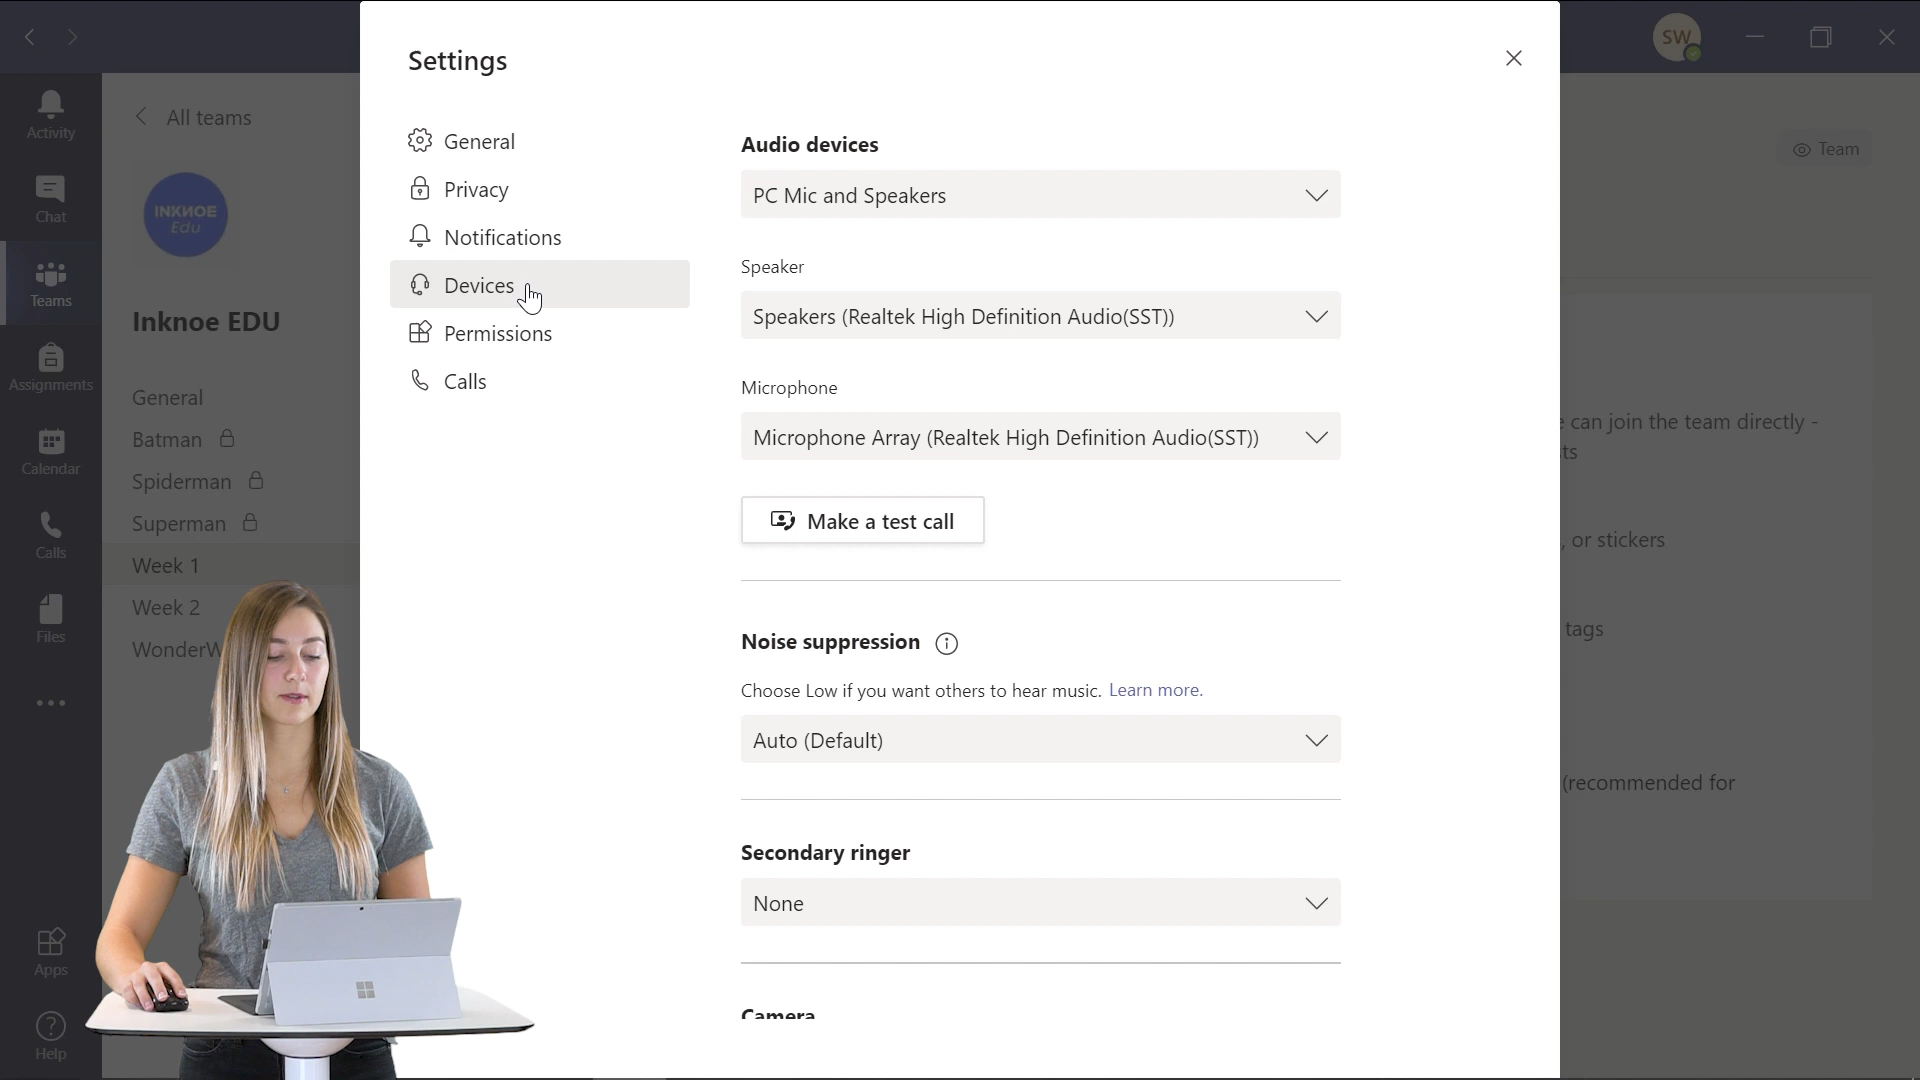 SW
Settings
Activity
Chat
Teams
Assignments
Calendar
Calls
Files
Apps
Help
All teams
INKNOE
Edu
Inknoe EDU
General
Batman
Spiderman
Superman
Week 1
Week 2
WonderW
General
Privacy
Notifications
Devices
Permissions
Calls
Audio devices
PC Mic and Speakers
Speaker
Speakers (Realtek High Definition Audio(SST))
Microphone
Microphone Array (Realtek High Definition Audio(SST))
Make a test call
Noise suppression
Choose Low if you want others to hear music. Learn more.
Auto (Default)
Secondary ringer
None
Camera
Team
can join the team directly -
ts
, or stickers
tags
(recommended for